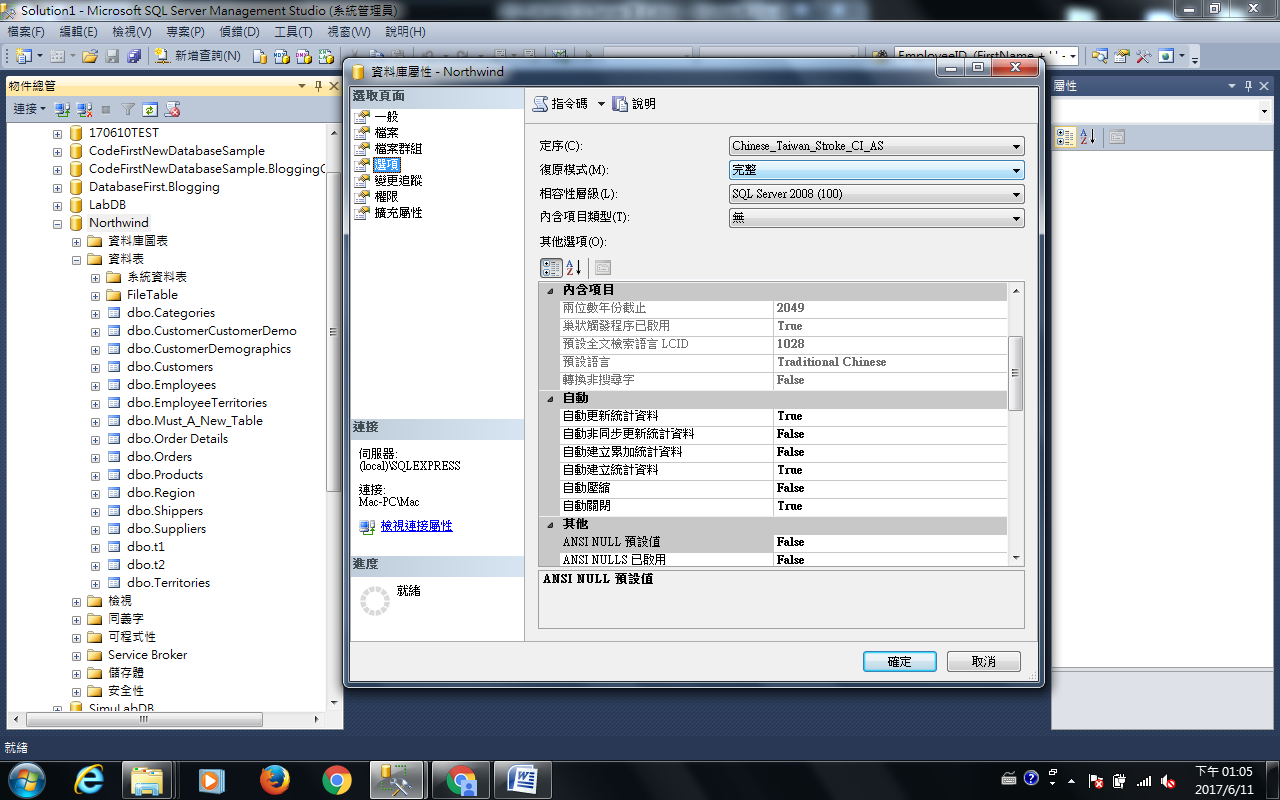 Solution1 - Microsoft SQL Server Management Studio (系統管理員)
檔案(F) 編輯(E) 檢視(V) 專案(P) 偵錯(D) 工具(T) 視窗(W) 說明(H)
新增查詢(N)
EmployeeID, (FirstName + ' ' -
物件總管
連接
170610TEST
CodeFirstNewDatabaseSample
CodeFirstNewDatabaseSample.BloggingC
DatabaseFirst.Blogging
LabDB
Northwind
資料庫圖表
資料表
系統資料表
FileTable
dbo.Categories
dbo.CustomerCustomerDemo
dbo.CustomerDemographics
dbo.Customers
dbo.Employees
dbo.EmployeeTerritories
dbo.Must_A_New_Table
dbo.Order Details
dbo.Orders
dbo.Products
dbo.Region
dbo.Shippers
dbo.Suppliers
dbo.t1
dbo.t2
dbo.Territories
檢視
同義字
可程式性
Service Broker
儲存體
安全性
SimuLabDB
資料庫屬性 - Northwind
選取頁面
一般
檔案
檔案群組
選項
變更追蹤
權限
擴充屬性
連接
伺服器:
(local)\SQLEXPRESS
連接:
Mac-PC\Mac
檢視連接屬性
進度
就緒
指令碼 說明
定序(C): Chinese_Taiwan_Stroke_CI_AS
復原模式(M): 完整
相容性層級(L): SQL Server 2008 (100)
內含項目類型(T): 無
其他選項(O):
內含項目
兩位數年份截止 2049
巢狀觸發程序已啟用 True
預設全文檢索語言 LCID 1028
預設語言 Traditional Chinese
轉換非搜尋字 False
自動
自動更新統計資料 True
自動非同步更新統計資料 False
自動建立累加統計資料 False
自動建立統計資料 True
自動壓縮 False
自動關閉 True
其他
ANSI NULL 預設值 False
ANSI NULLS 已啟用 False
ANSI NULL 預設值
確定 取消
屬性
就緒
下午 01:05
2017/6/11